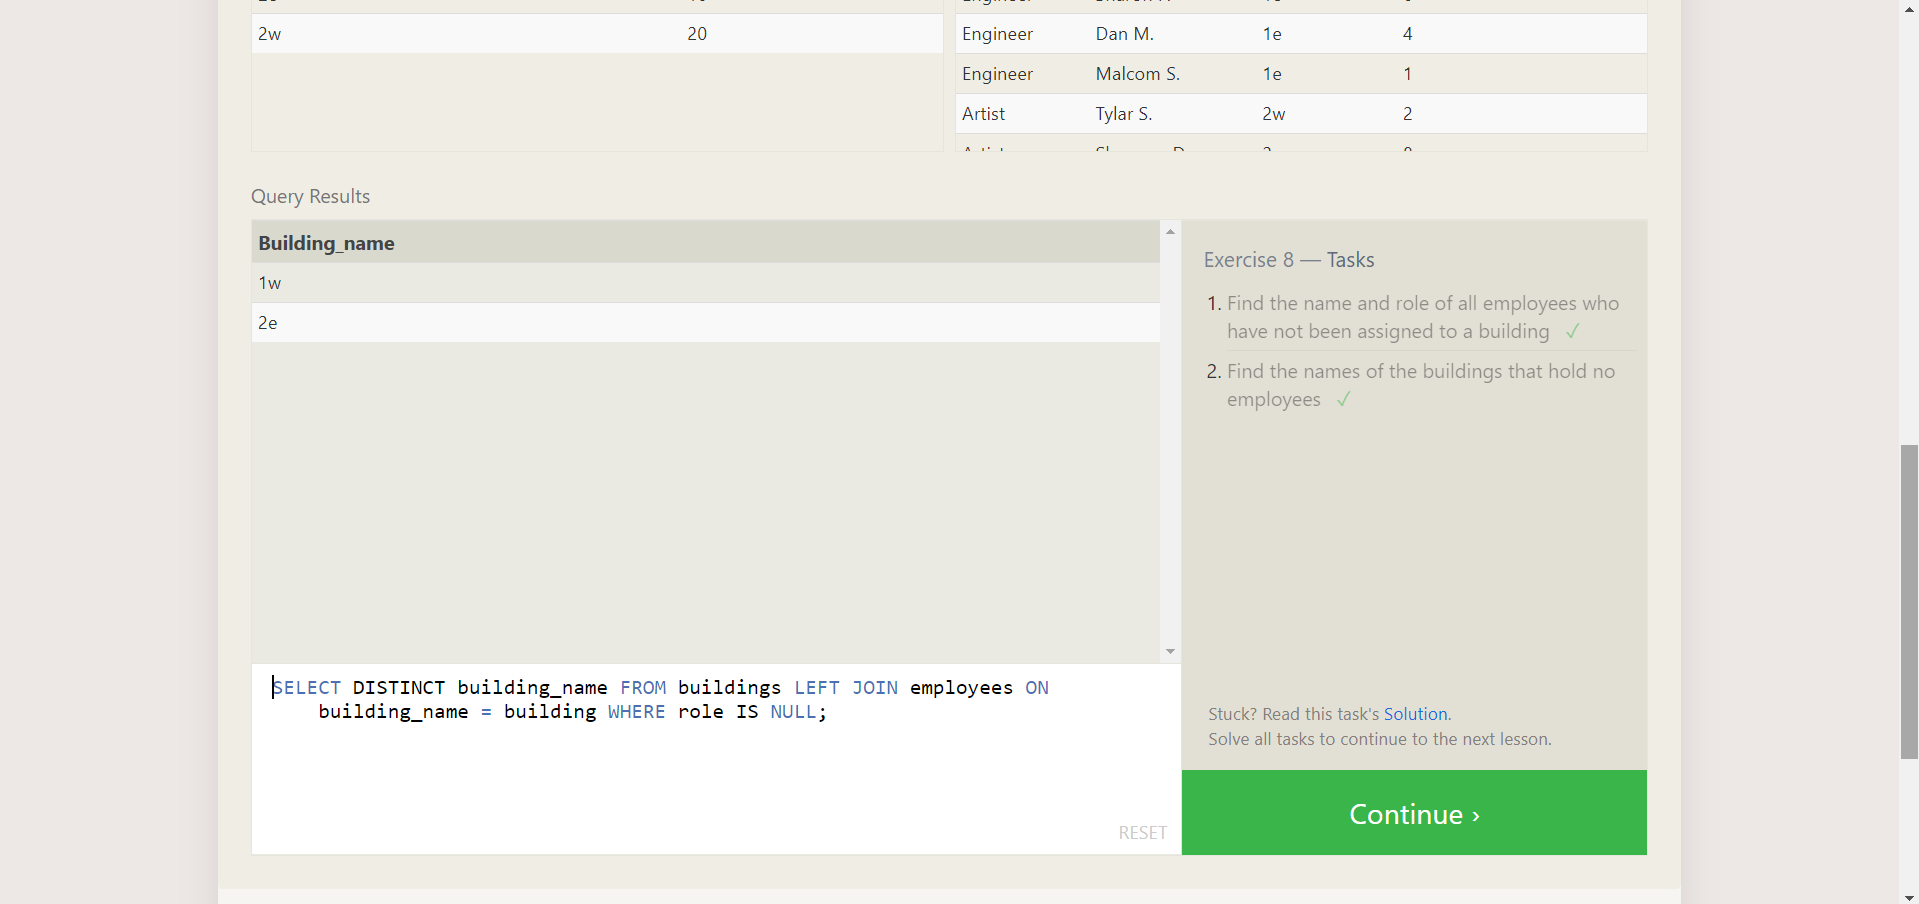 2w 20
Engineer Dan M. 1e 4
Engineer Malcom S. 1e 1
Artist Tylar S. 2w 2
Query Results
Building_name
1w
2e
Exercise 8 — Tasks
1. Find the name and role of all employees who
have not been assigned to a building ✓
2. Find the names of the buildings that hold no
employees ✓
SELECT DISTINCT building_name FROM buildings LEFT JOIN employees ON
building_name = building WHERE role IS NULL;
RESET
Stuck? Read this task's Solution.
Solve all tasks to continue to the next lesson.
Continue ›